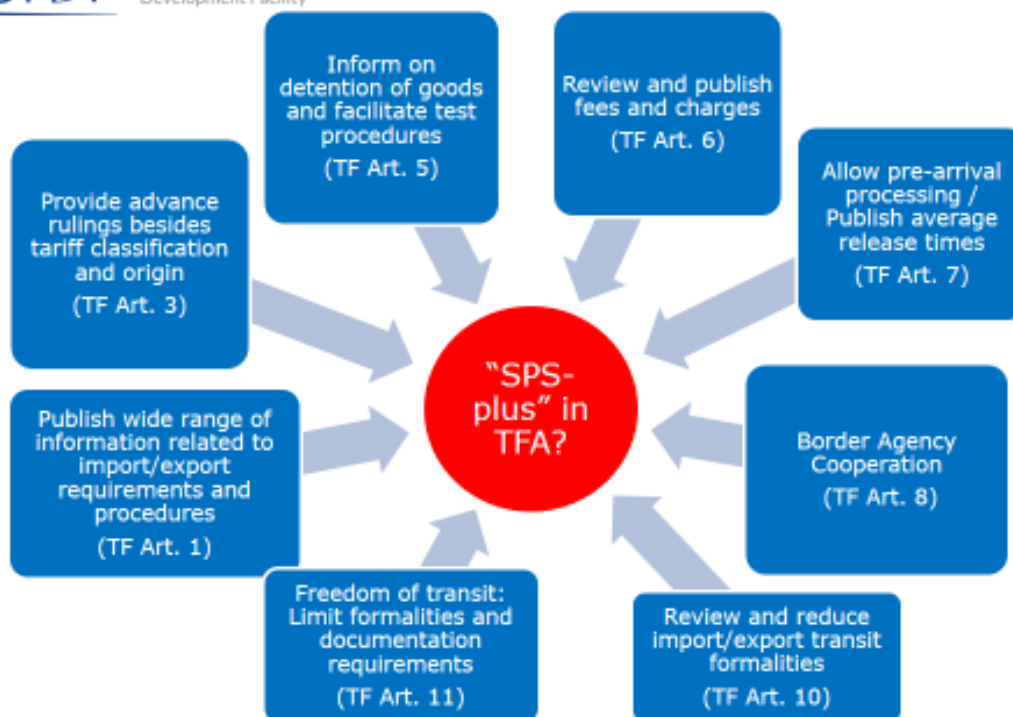 Development Facility
Inform on
detention of goods
and facilitate test
procedures
(TF Art. 5)
Review and publish
fees and charges
(TF Art. 6)
Allow pre-arrival
processing /
Publish average
release times
(TF Art. 7)
Provide advance
rulings besides
tariff classification
and origin
(TF Art. 3)
"SPS-
plus" in
TFA?
Publish wide range of
information related to
import/export
requirements and
procedures
(TF Art. 1)
Border Agency
Cooperation
(TF Art. 8)
Freedom of transit:
Limit formalities and
documentation
requirements
(TF Art. 11)
Review and reduce
import/export transit
formalities
(TF Art. 10)